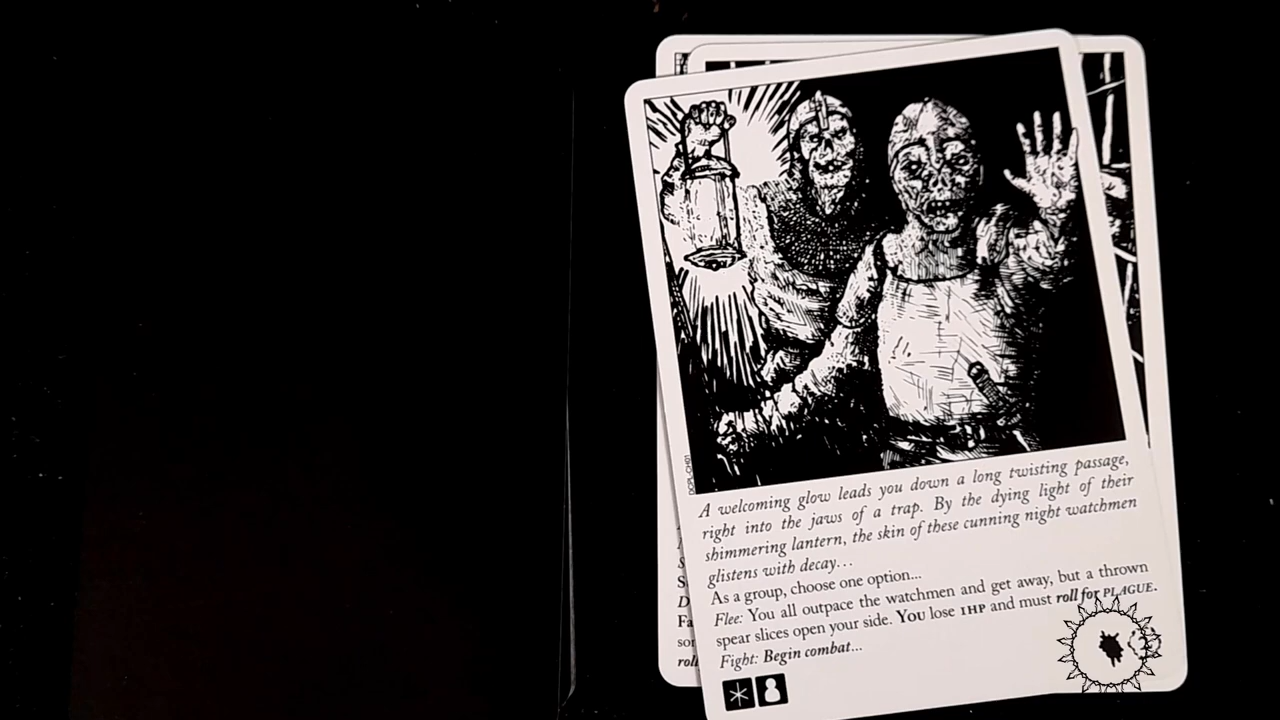 DCPL-CH01
A welcoming glow leads you down a long twisting passage,
right into the jaws of a trap. By the dying light of their
shimmering lantern, the skin of these cunning night watchmen
glistens with decay...
As a group, choose one option...
Flee: You all outpace the watchmen and get away, but a thrown
spear slices open your side. You lose 1HP and must roll for PLAGUE.
Fight: Begin combat...